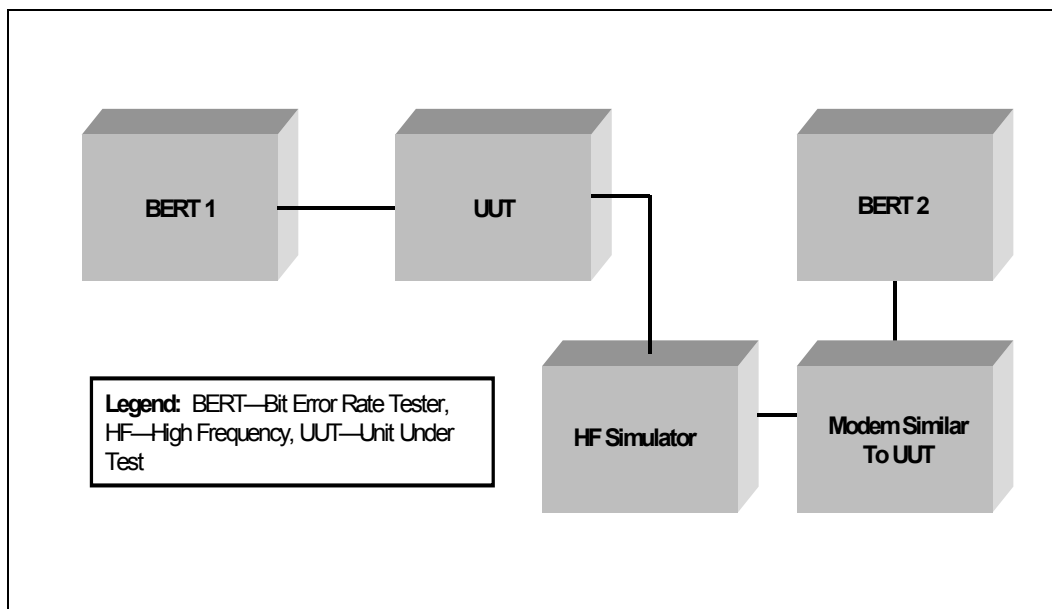 BERT 1
UUT
BERT 2
HF Simulator
Modem Similar
To UUT
Legend: BERT—Bit Error Rate Tester,
HF—High Frequency, UUT—Unit Under
Test